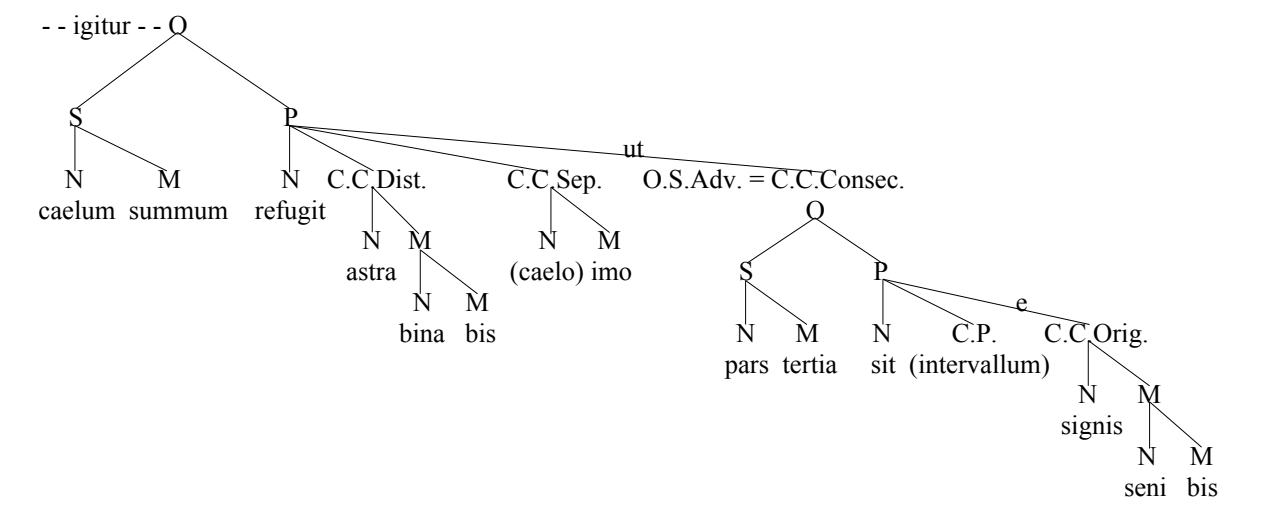 - - igitur - - O
S P
ut
N M N C.C.Dist. C.C.Sep. O.S.Adv. = C.C.Consec.
caelum summum refugit O
N M N M
astra (caelo) imo S P
N M e
bina bis N M N C.P. C.C.Orig.
pars tertia sit (intervallum)
N M
signis
N M
seni bis